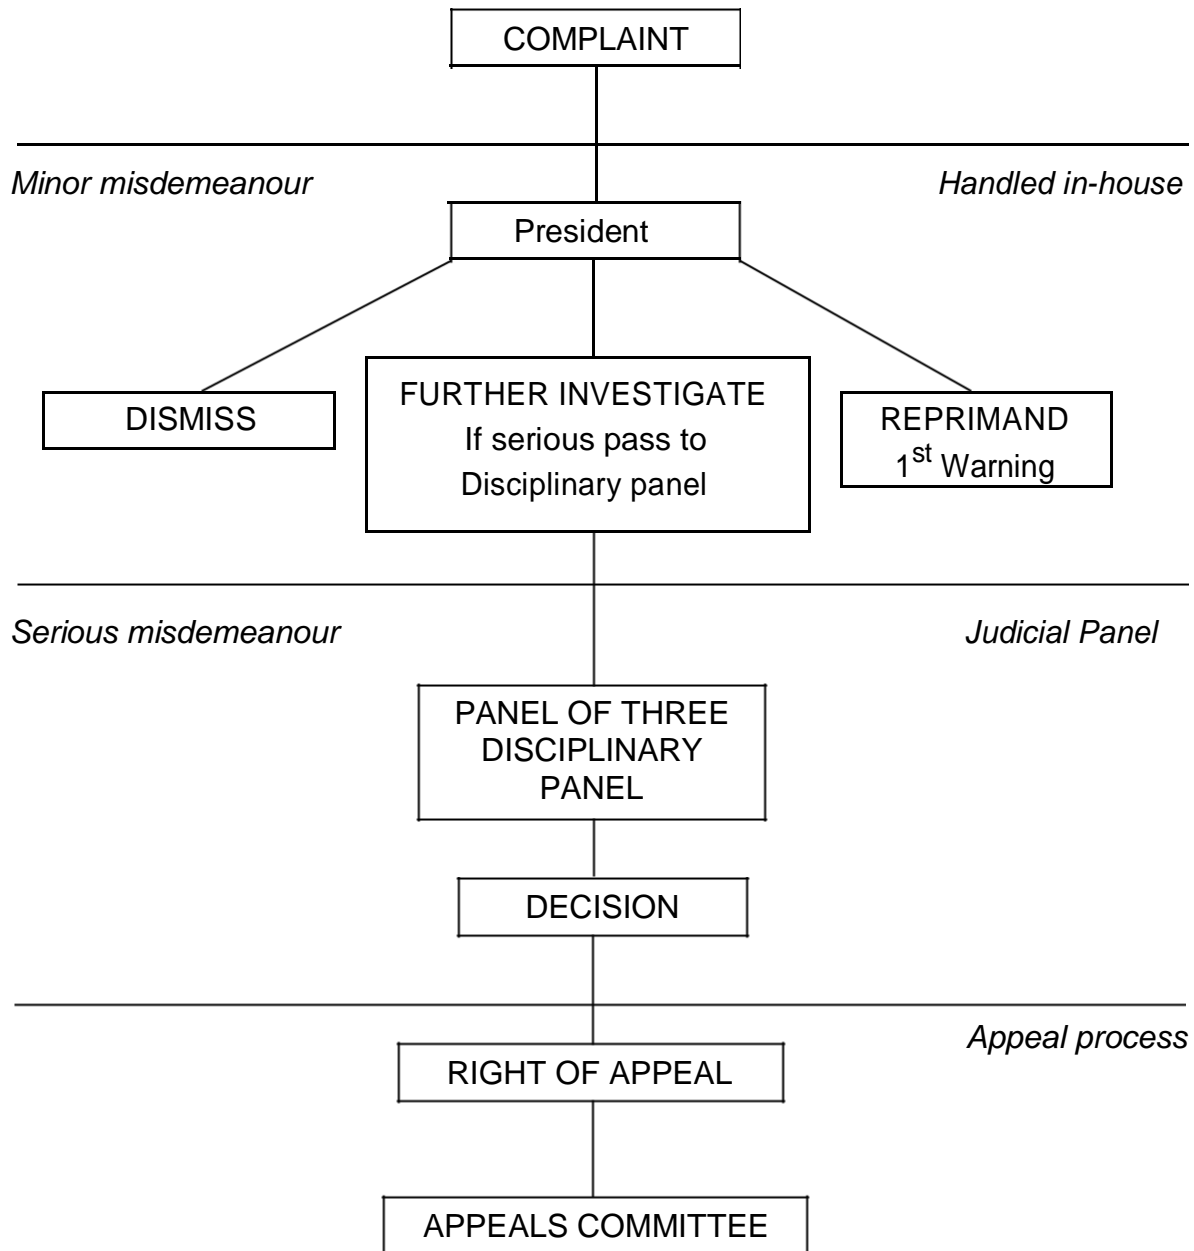 COMPLAINT
Minor misdemeanour
Handled in-house
President
DISMISS
FURTHER INVESTIGATE
If serious pass to
Disciplinary panel
REPRIMAND
1st Warning
Serious misdemeanour
Judicial Panel
PANEL OF THREE
DISCIPLINARY
PANEL
DECISION
Appeal process
RIGHT OF APPEAL
APPEALS COMMITTEE